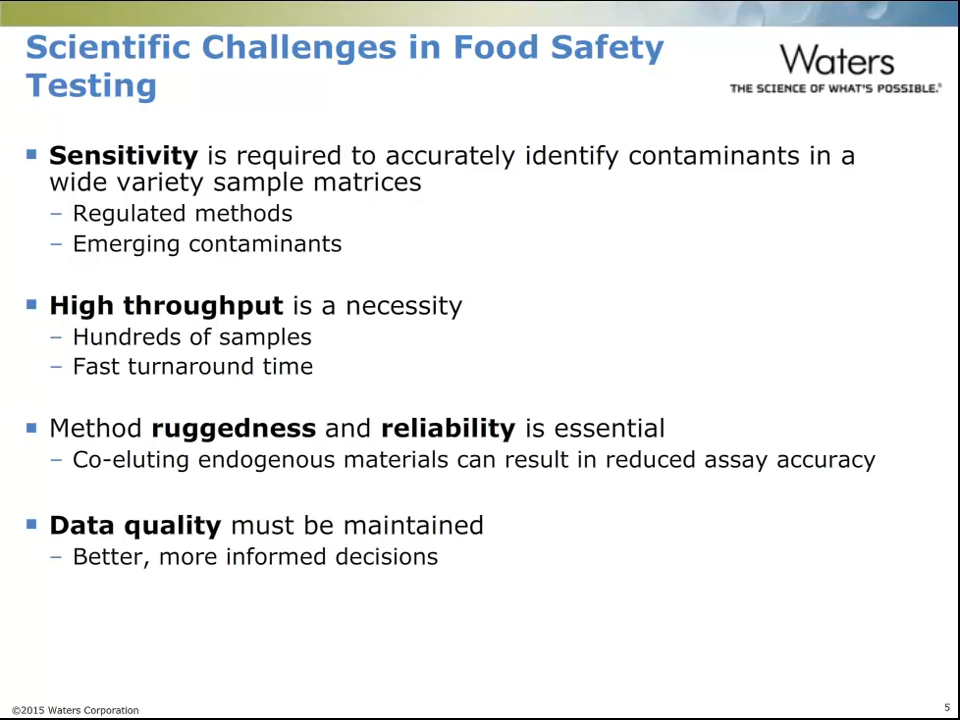 Scientific Challenges in Food Safety
Testing
Waters
THE SCIENCE OF WHAT'S POSSIBLE.®
Sensitivity is required to accurately identify contaminants in a
wide variety sample matrices
– Regulated methods
– Emerging contaminants
High throughput is a necessity
– Hundreds of samples
– Fast turnaround time
Method ruggedness and reliability is essential
– Co-eluting endogenous materials can result in reduced assay accuracy
Data quality must be maintained
– Better, more informed decisions
©2015 Waters Corporation
5